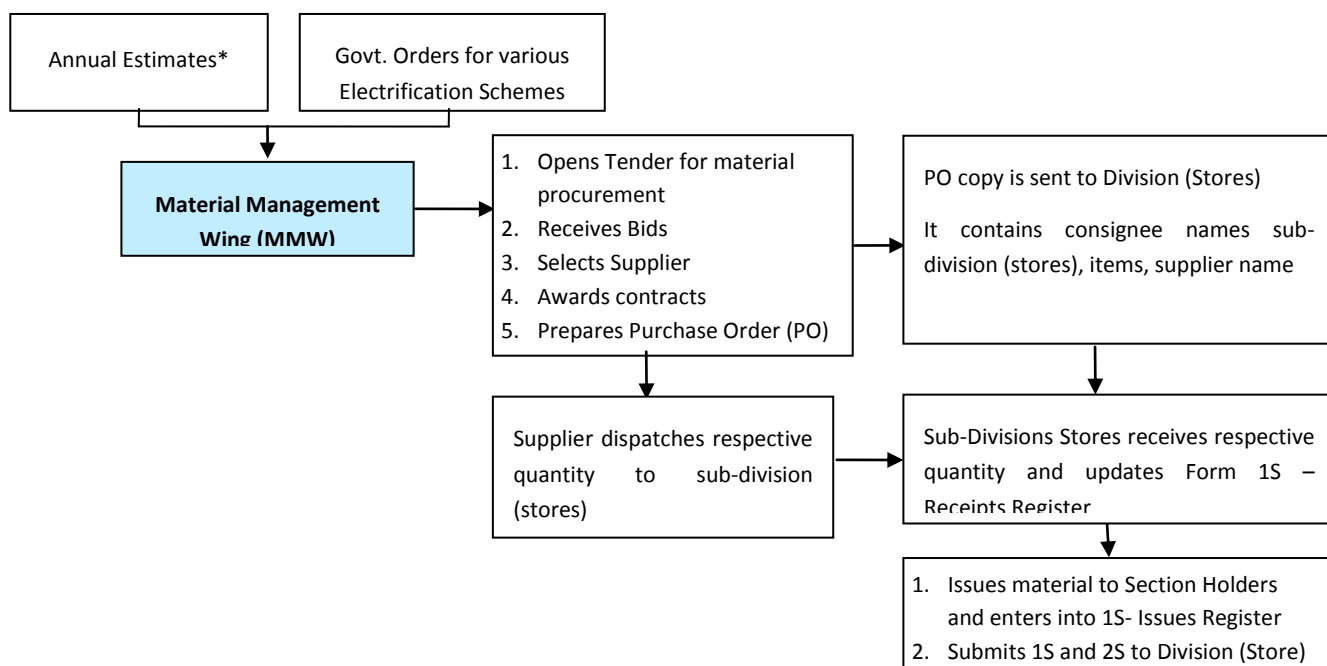 Annual Estimates*
Govt. Orders for various
Electrification Schemes
Material Management
Wing (MMW)
1. Opens Tender for material
procurement
2. Receives Bids
3. Selects Supplier
4. Awards contracts
5. Prepares Purchase Order (PO)
PO copy is sent to Division (Stores)
It contains consignee names sub-
division (stores), items, supplier name
Supplier dispatches respective
quantity to sub-division
(stores)
Sub-Divisions Stores receives respective
quantity and updates Form 1S –
Receipts Register
1. Issues material to Section Holders
and enters into 1S- Issues Register
2. Submits 1S and 2S to Division (Store)